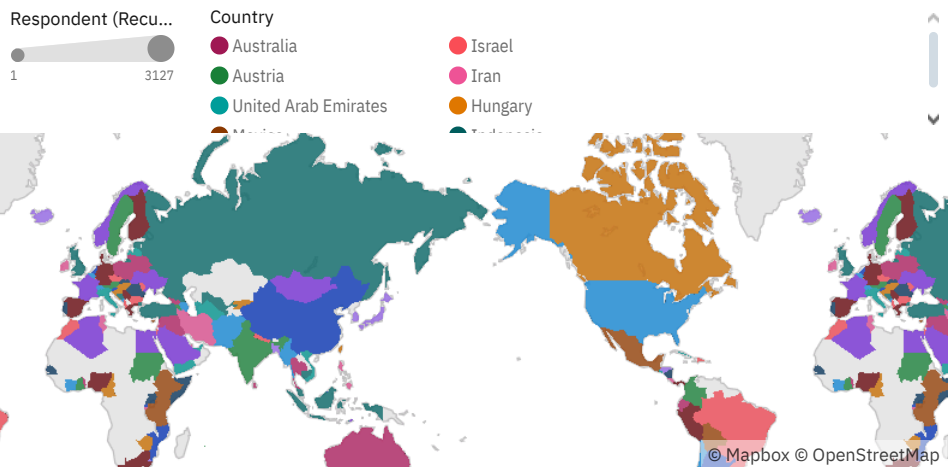 Respondent (Recu...
1 3127
Country
Australia
Austria
United Arab Emirates
Israel
Iran
Hungary
© Mapbox © OpenStreetMap